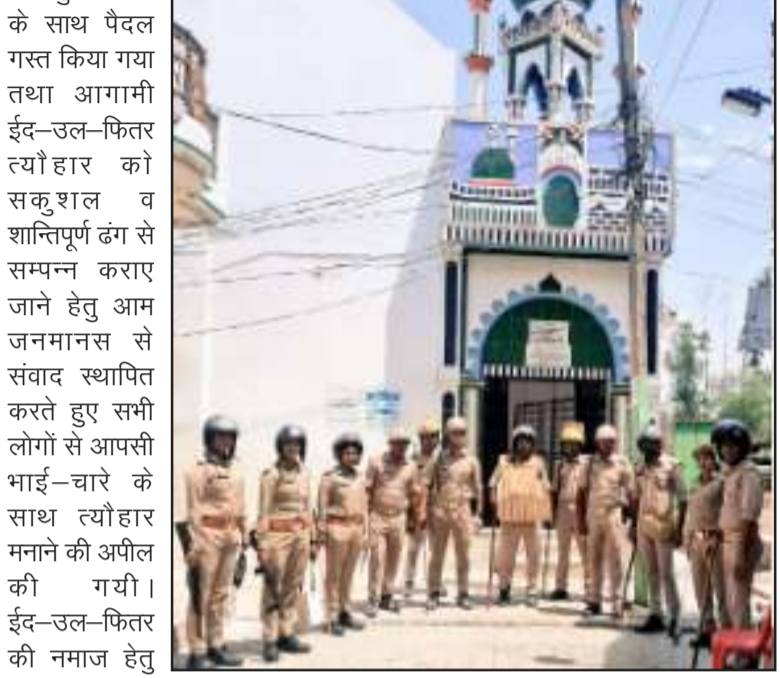 के साथ पैदल
गस्त किया गया
तथा आगामी
ईद–उल–फितर
त्यौहार को
सकुशल व
शान्तिपूर्ण ढंग से
सम्पन्न कराए
जाने हेतु आम
जनमानस से
संवाद स्थापित
करते हुए सभी
लोगों से आपसी
भाई–चारे के
साथ त्यौहार
मनाने की अपील
की गयी।
ईद–उल–फितर
की नमाज हेतु